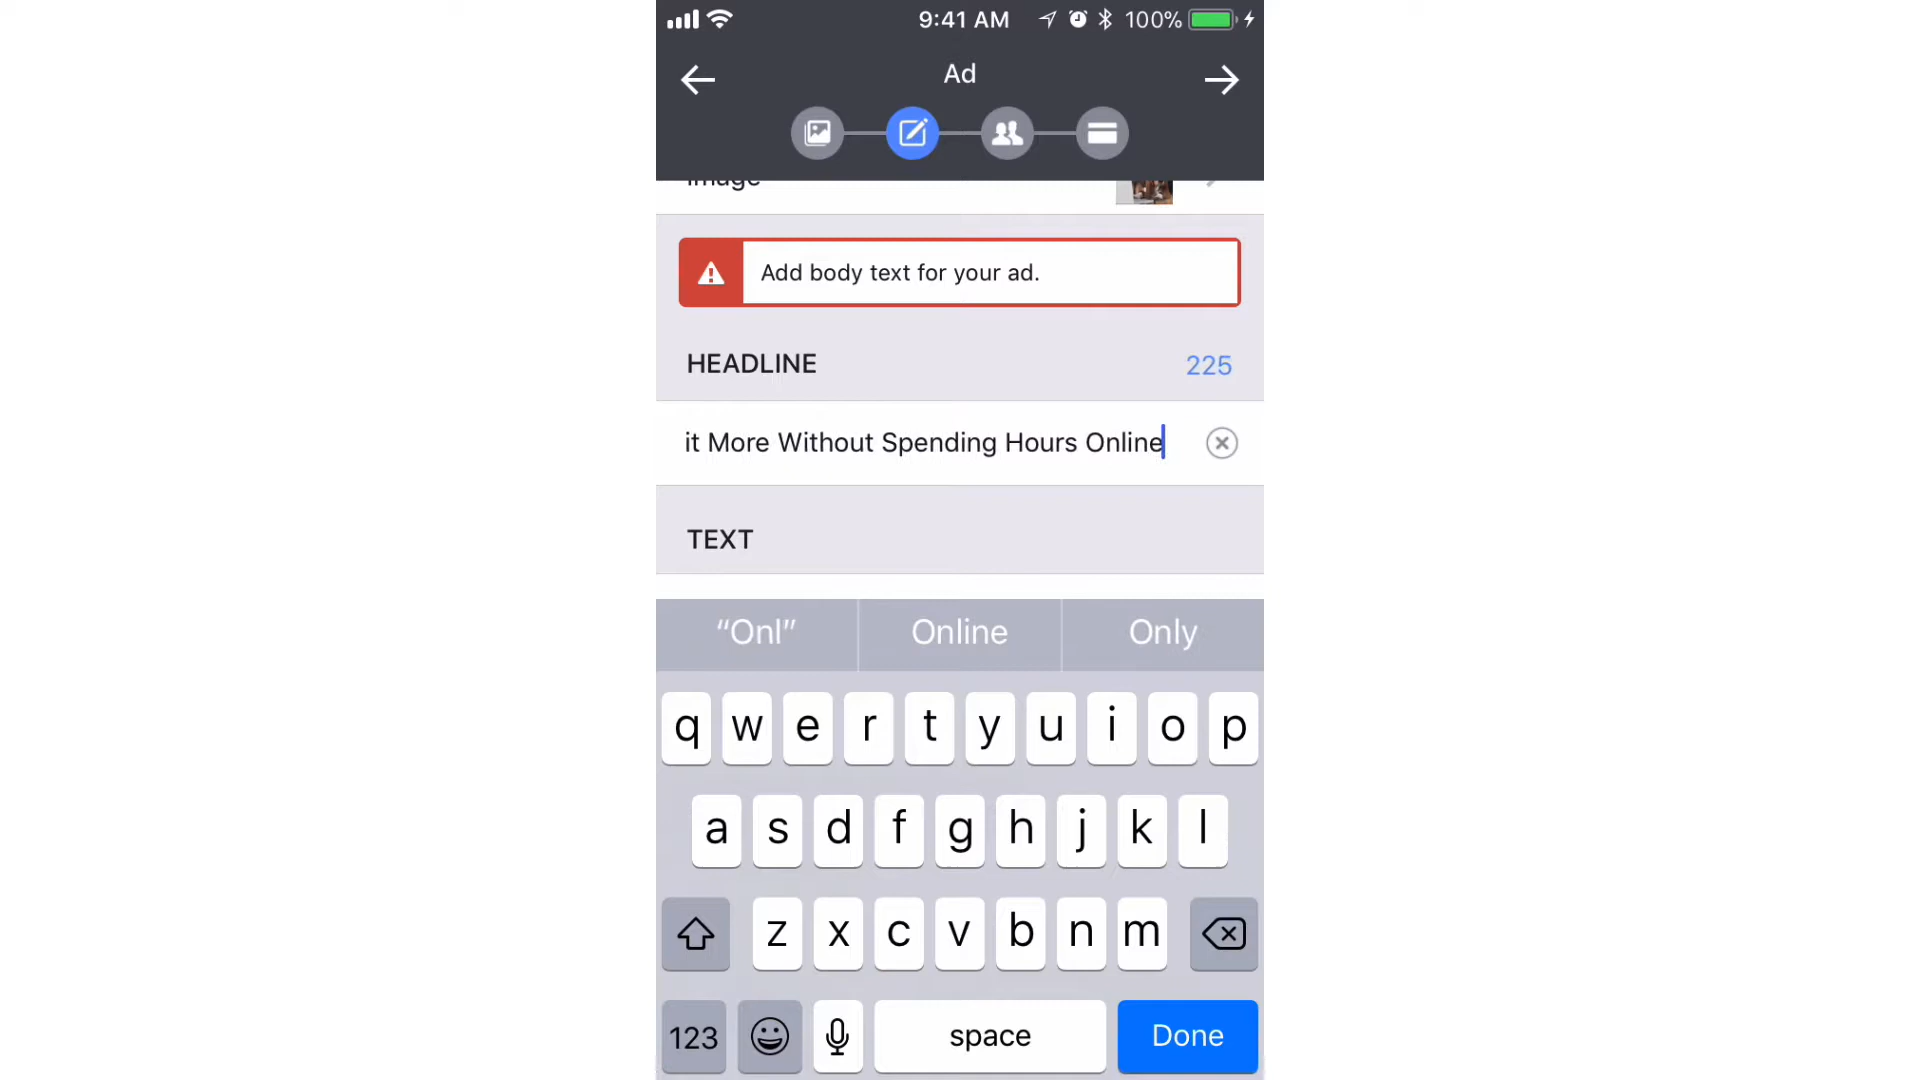 9:41 AM 100%
Ad
Image
Add body text for your ad.
HEADLINE 225
it More Without Spending Hours Online
TEXT
“Onl” Online Only
q w e r t y u i o p
a s d f g h j k l
z x c v b n m
123 space Done